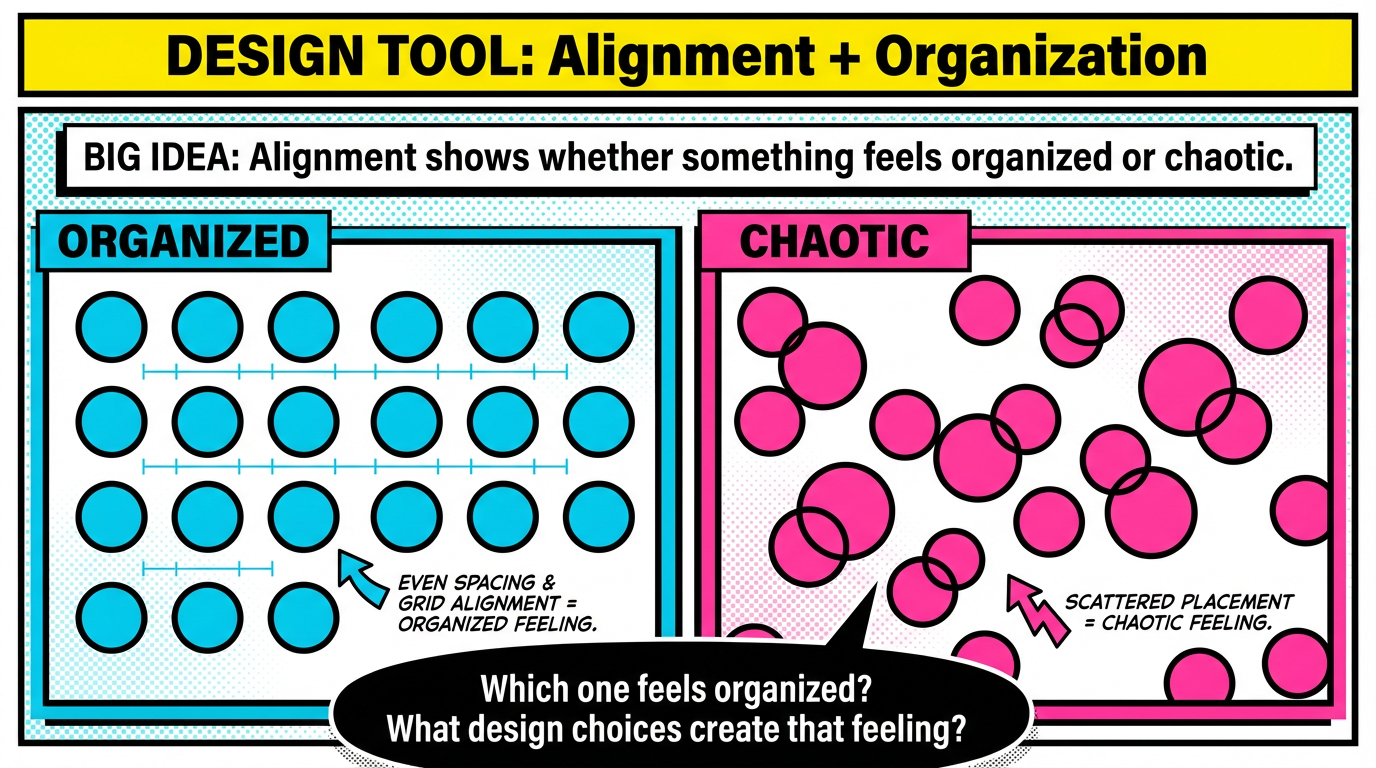 DESIGN TOOL: Alignment + Organization
BIG IDEA: Alignment shows whether something feels organized or chaotic.
ORGANIZED
EVEN SPACING &
GRID ALIGNMENT =
ORGANIZED FEELING.
CHAOTIC
SCATTERED PLACEMENT
= CHAOTIC FEELING.
Which one feels organized?
What design choices create that feeling?